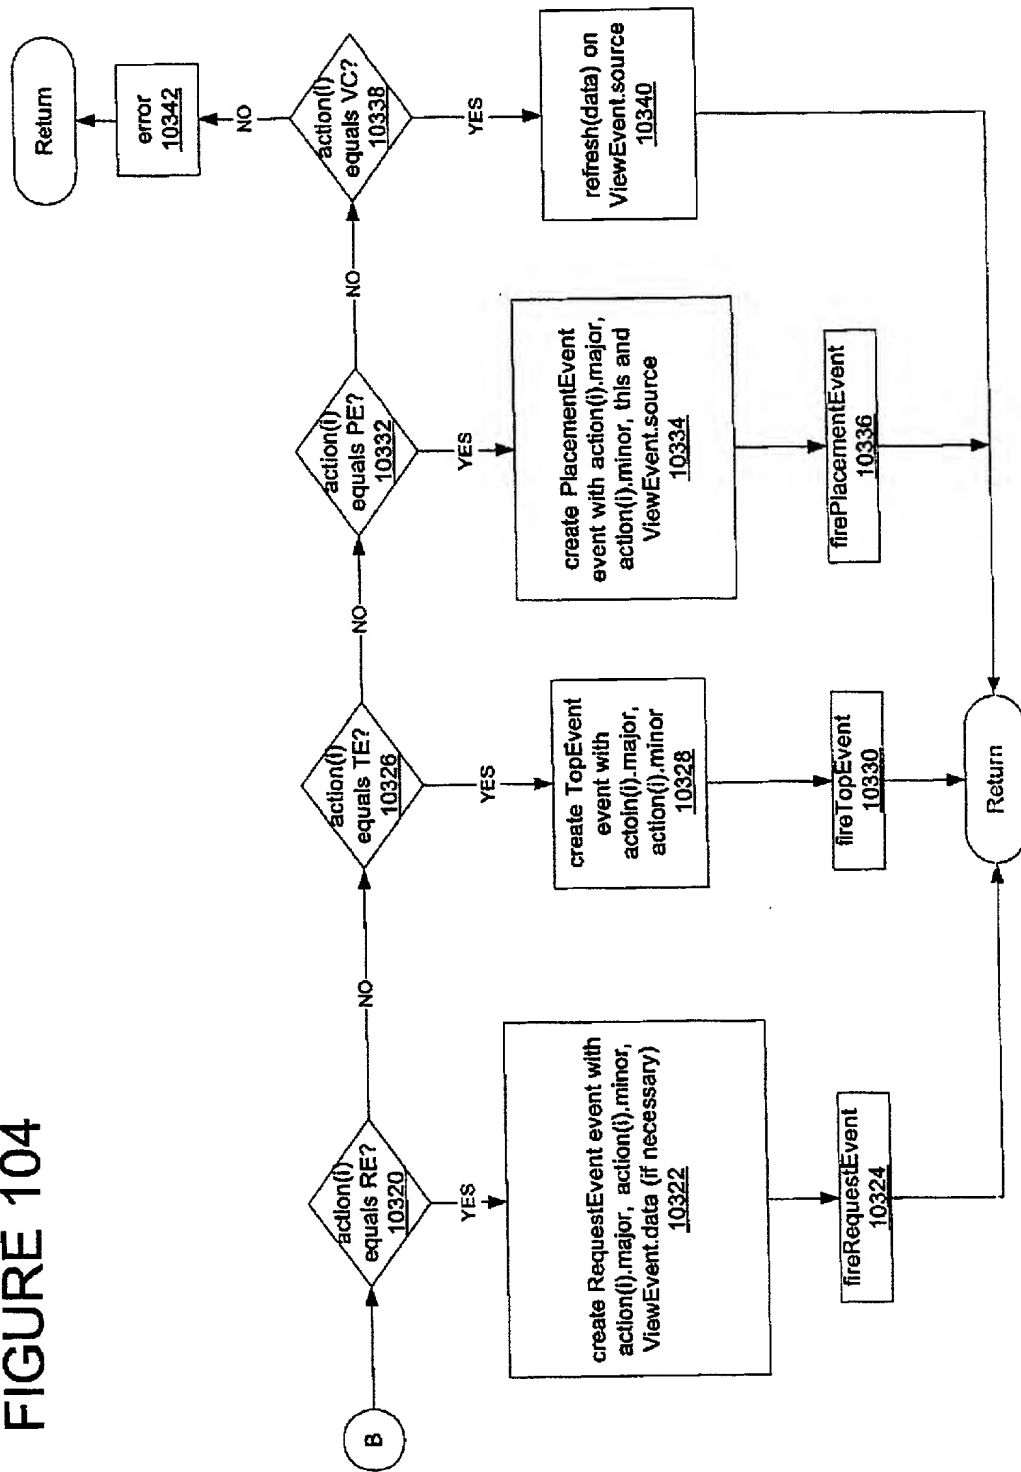 FIGURE 104
B
action(i)
equals RE?
10320
NO
YES
create RequestEvent event with
action(i).major, action(i).minor,
ViewEvent.data (if necessary)
10322
fireRequestEvent
10324
action(i)
equals TE?
10326
NO
YES
create TopEvent
event with
actoin(i).major,
action(i).minor
10328
fireTopEvent
10330
action(i)
equals PE?
10332
NO
YES
create PlacementEvent
event with action(i).major,
action(i).minor, this and
ViewEvent.source
10334
firePlacementEvent
10336
action(i)
equals VC?
10338
NO
YES
error
10342
Return
refresh(data) on
ViewEvent.source
10340
Return